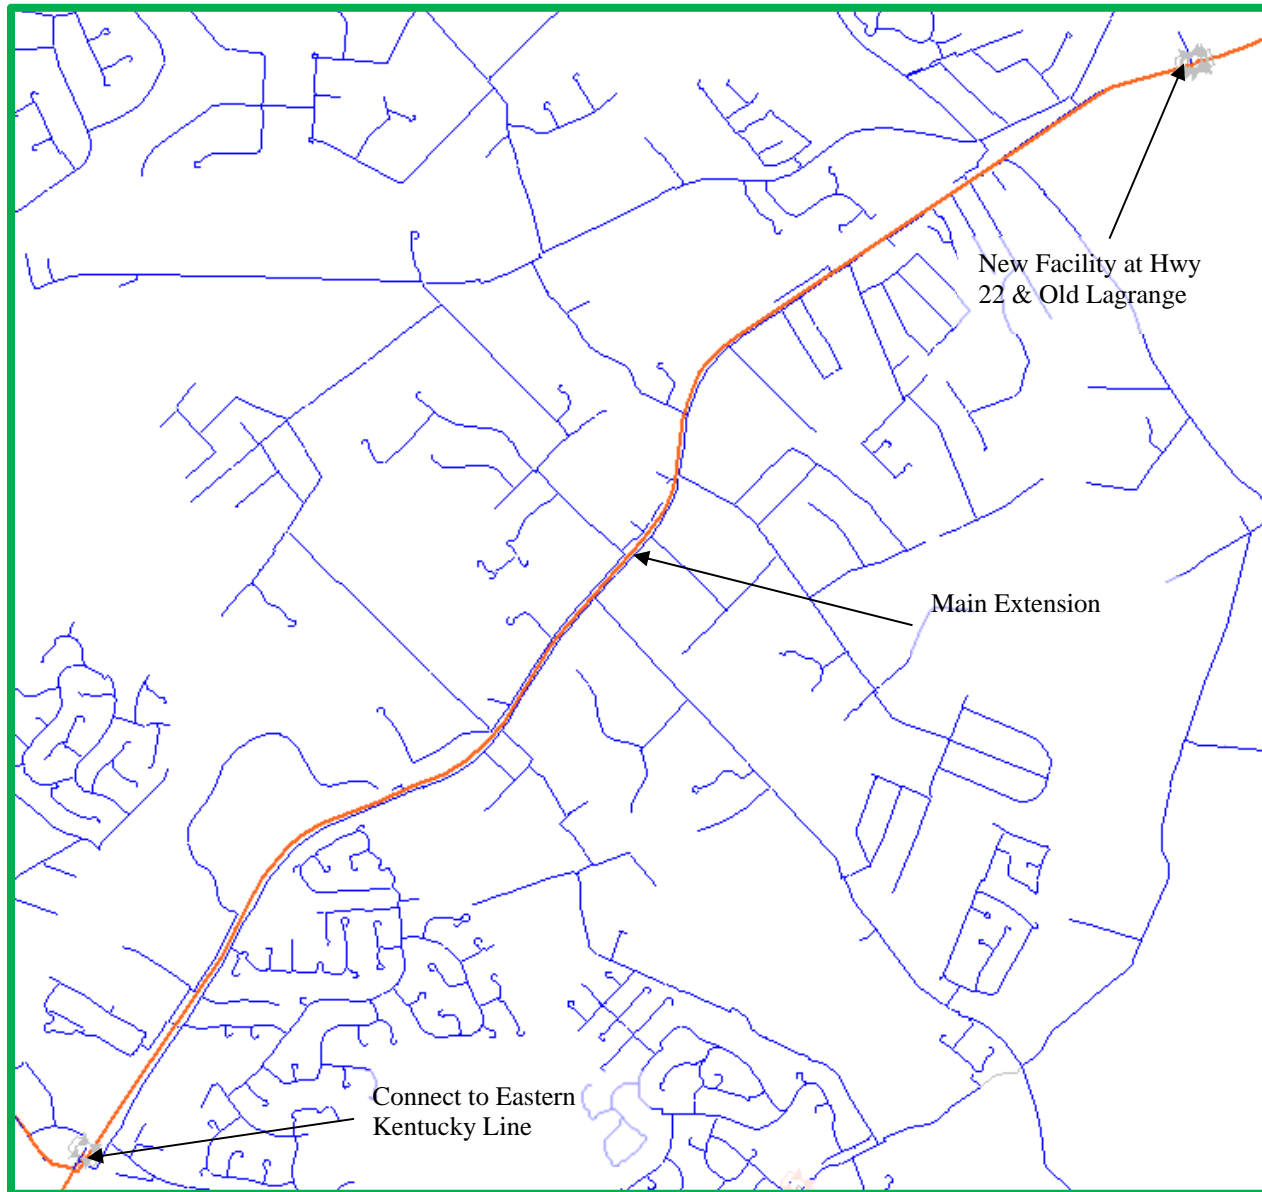 New Facility at Hwy
22 & Old Lagrange
Main Extension
Connect to Eastern
Kentucky Line